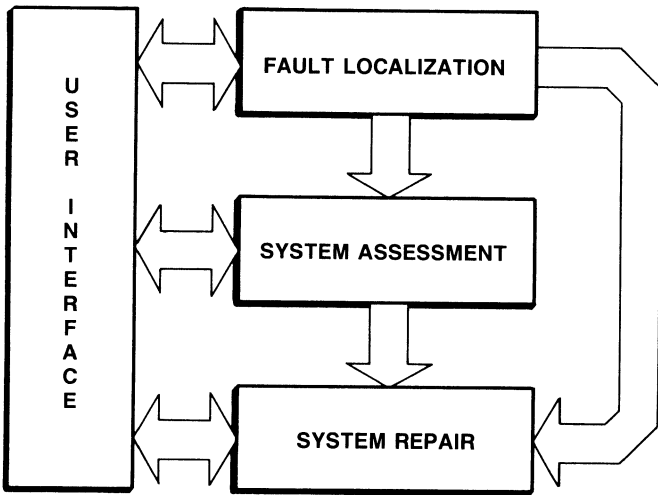 USER INTERFACE
FAULT LOCALIZATION
SYSTEM ASSESSMENT
SYSTEM REPAIR